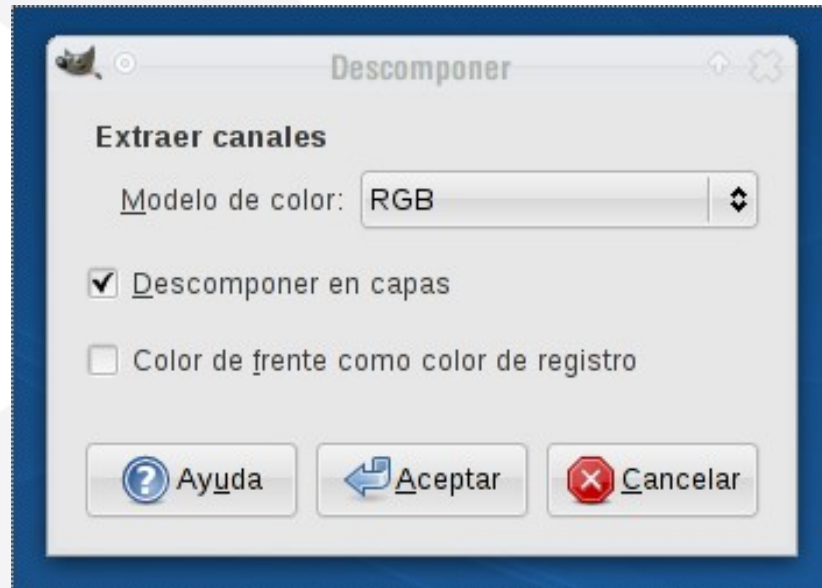 Descomponer
Extraer canales
Modelo de color: RGB
Descomponer en capas
Color de frente como color de registro
Ayuda Aceptar Cancelar